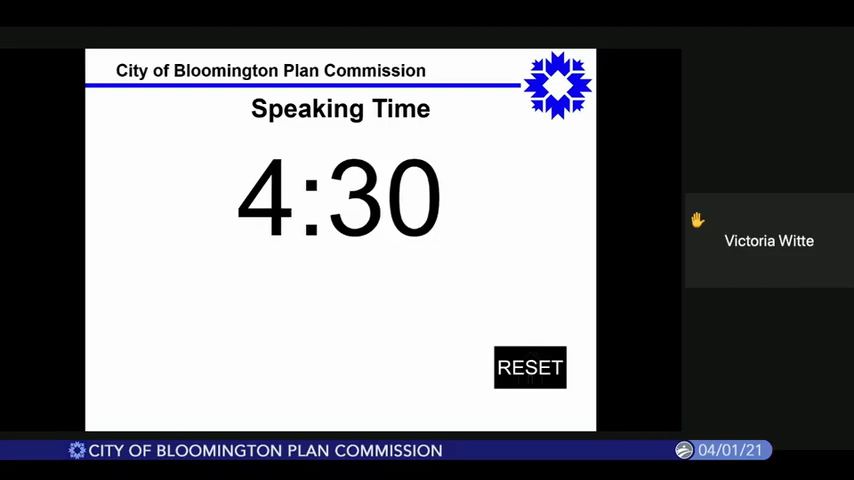 City of Bloomington Plan Commission
Speaking Time
4:30
Victoria Witte
RESET
CITY OF BLOOMINGTON PLAN COMMISSION
04/01/21